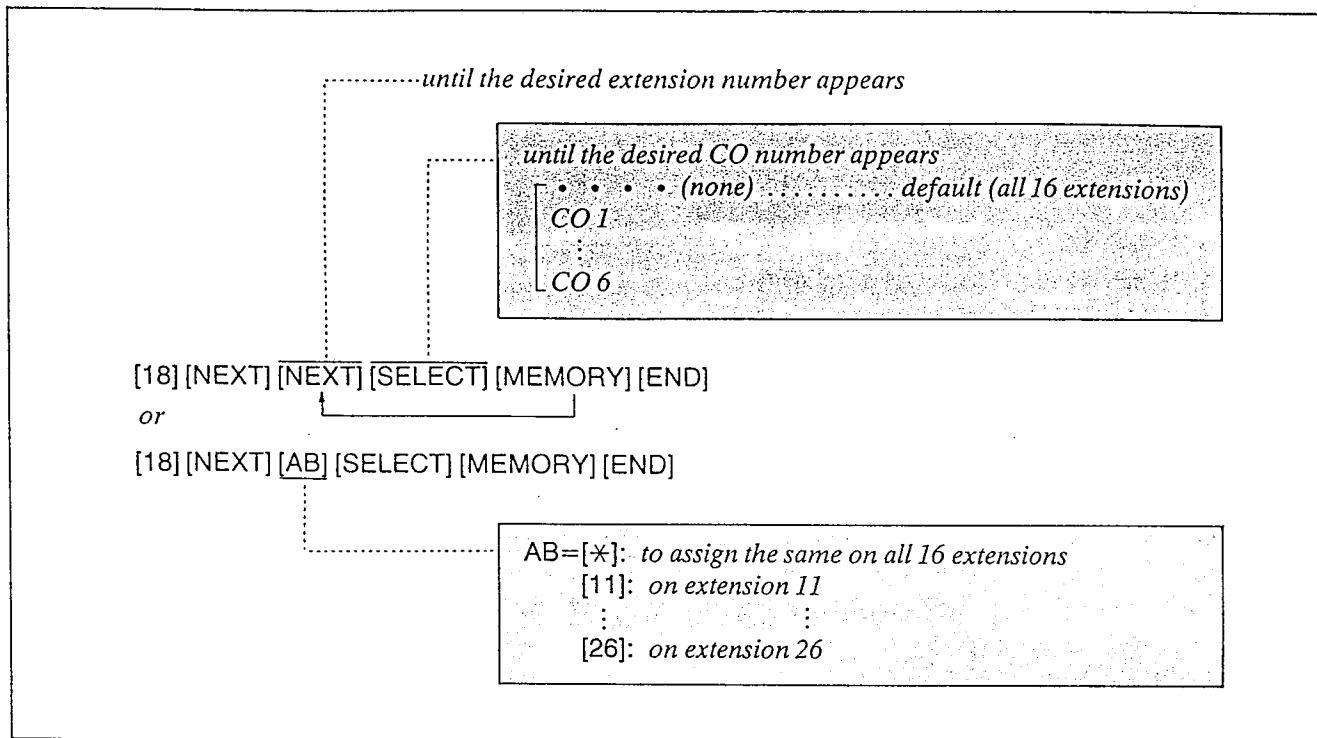 until the desired extension number appears
until the desired CO number appears
• • • • (none) .......... default (all 16 extensions)
CO 1
⋮
CO 6
[18] [NEXT] [NEXT] [SELECT] [MEMORY] [END]
or
[18] [NEXT] [AB] [SELECT] [MEMORY] [END]
AB=[✳]: to assign the same on all 16 extensions
[11]: on extension 11
⋮ ⋮
[26]: on extension 26